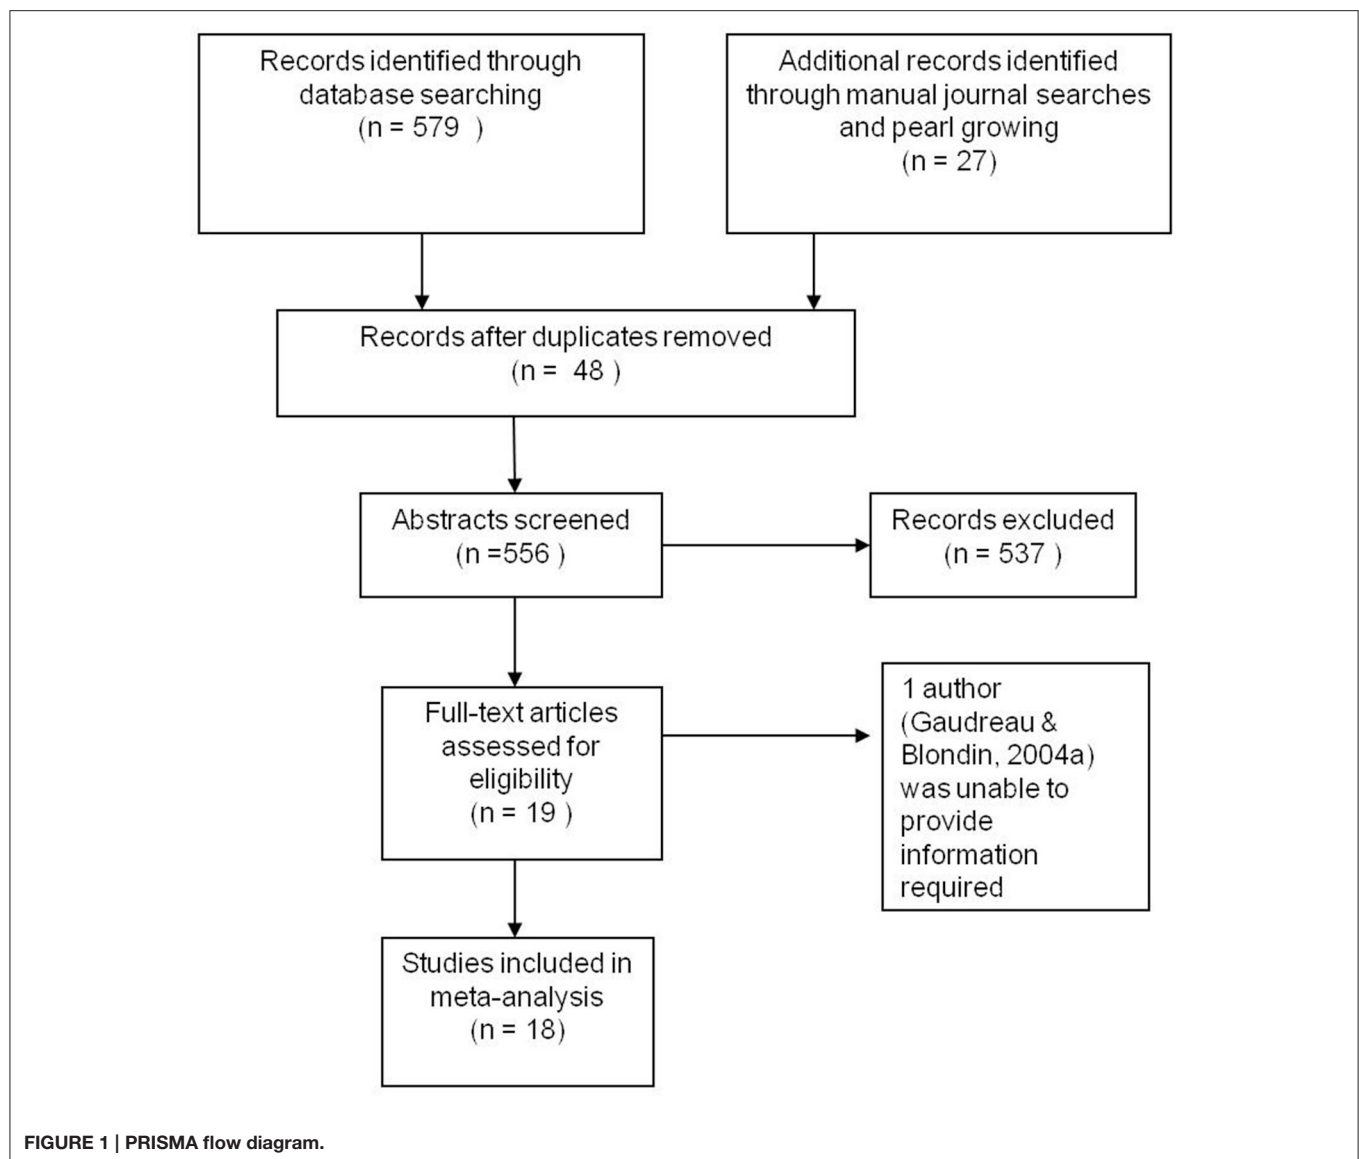 Records identified through
database searching
(n = 579 )
Additional records identified
through manual journal searches
and pearl growing
(n = 27)
Records after duplicates removed
(n = 48 )
Abstracts screened
(n =556 )
Records excluded
(n = 537 )
Full-text articles
assessed for
eligibility
(n = 19 )
1 author
(Gaudreau &
Blondin, 2004a)
was unable to
provide
information
required
Studies included in
meta-analysis
(n = 18)
FIGURE 1 | PRISMA flow diagram.